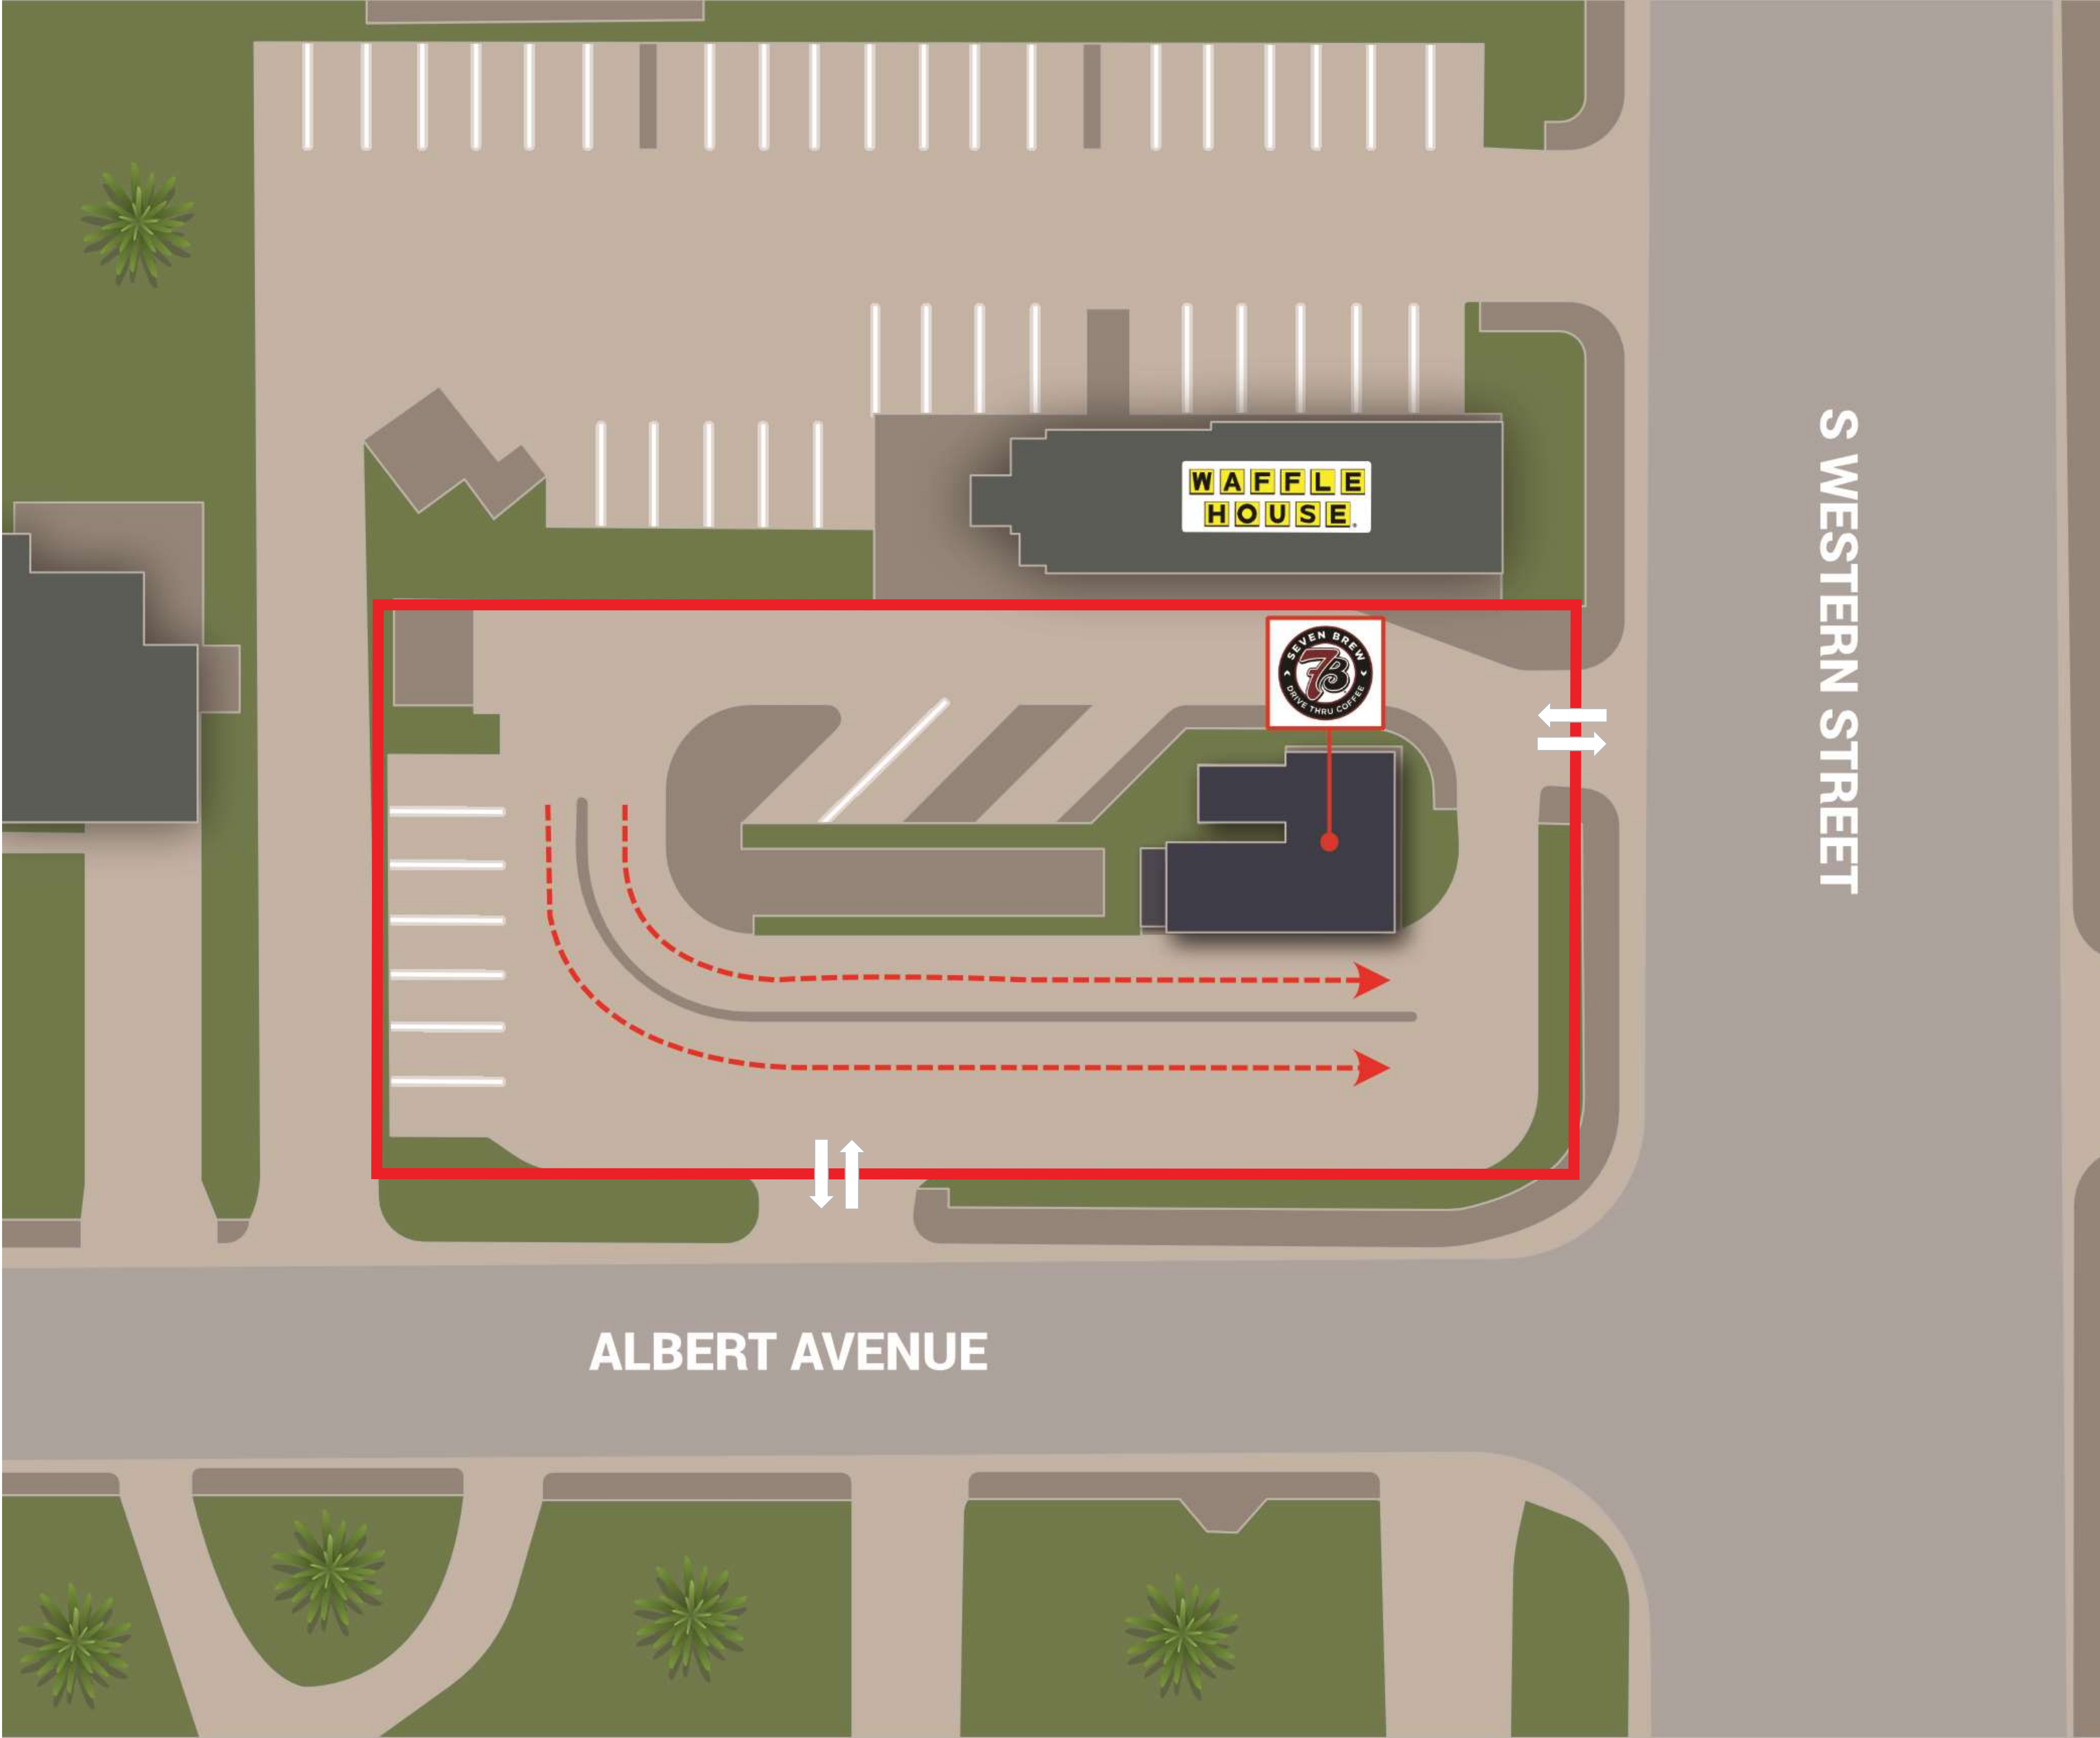 WAFFLE
HOUSE
SEVEN BREW
7B
DRIVE THRU COFFEE
S WESTERN STREET
ALBERT AVENUE